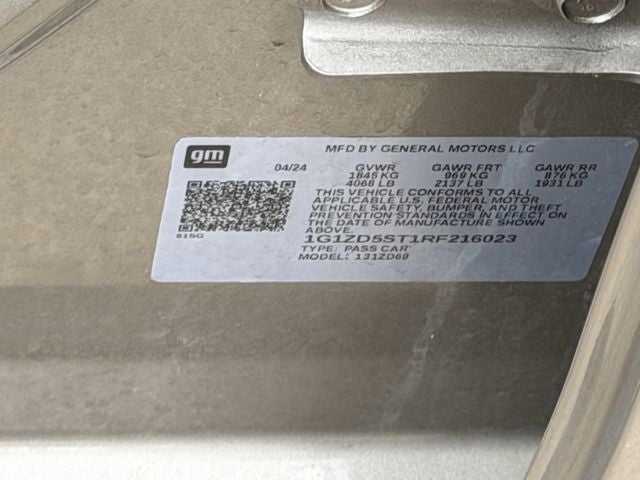 gm
MFD BY GENERAL MOTORS LLC
04/24 GVWR GAWR FRT GAWR RR
1845 KG 969 KG 876 KG
4068 LB 2137 LB 1931 LB
THIS VEHICLE CONFORMS TO ALL
APPLICABLE U.S. FEDERAL MOTOR
VEHICLE SAFETY, BUMPER, AND THEFT
PREVENTION STANDARDS IN EFFECT ON
THE DATE OF MANUFACTURE SHOWN
ABOVE.
1G1ZD5ST1RF216023
TYPE: PASS CAR
MODEL: 131ZD69